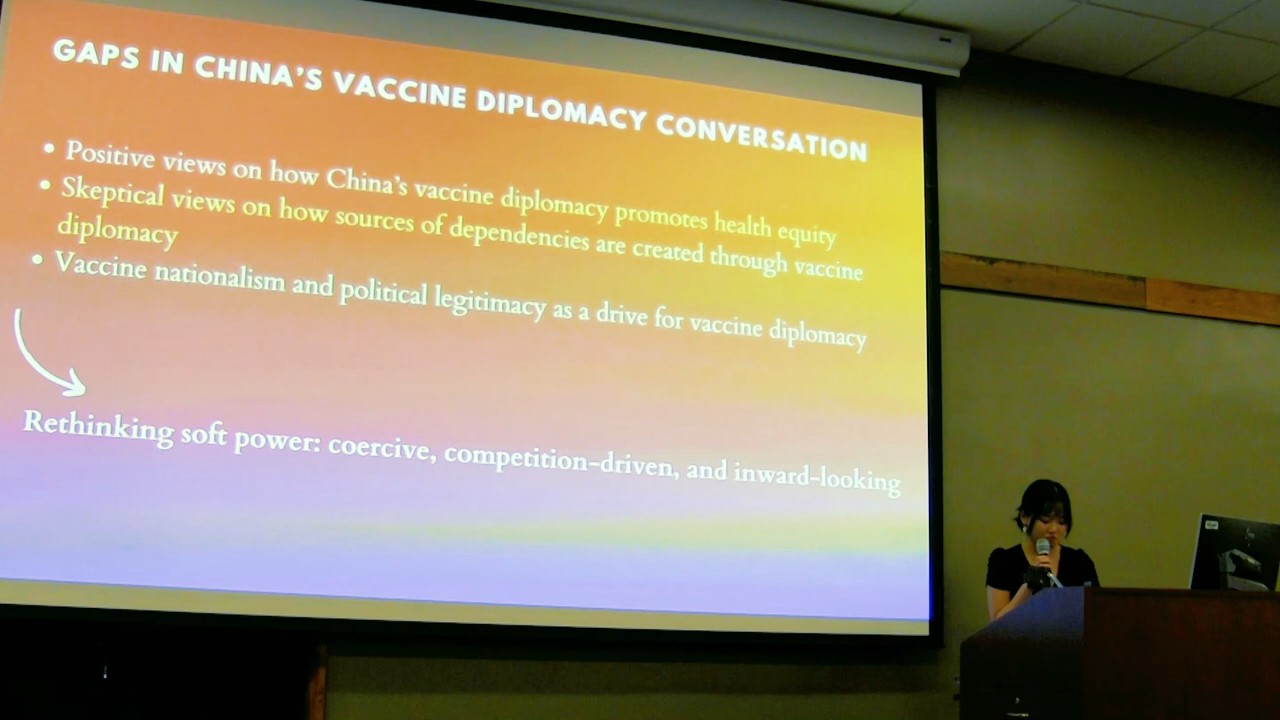 GAPS IN CHINA'S VACCINE DIPLOMACY CONVERSATION
• Positive views on how China's vaccine diplomacy promotes health equity
• Skeptical views on how sources of dependencies are created through vaccine
diplomacy
• Vaccine nationalism and political legitimacy as a drive for vaccine diplomacy
Rethinking soft power: coercive, competition-driven, and inward-looking